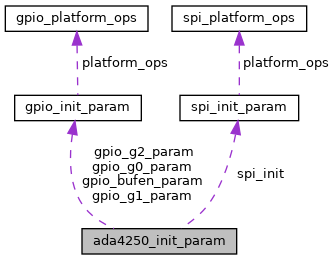 gpio_platform_ops
spi_platform_ops
platform_ops
platform_ops
gpio_init_param
spi_init_param
gpio_g2_param
gpio_g0_param
gpio_bufen_param
gpio_g1_param
spi_init
ada4250_init_param